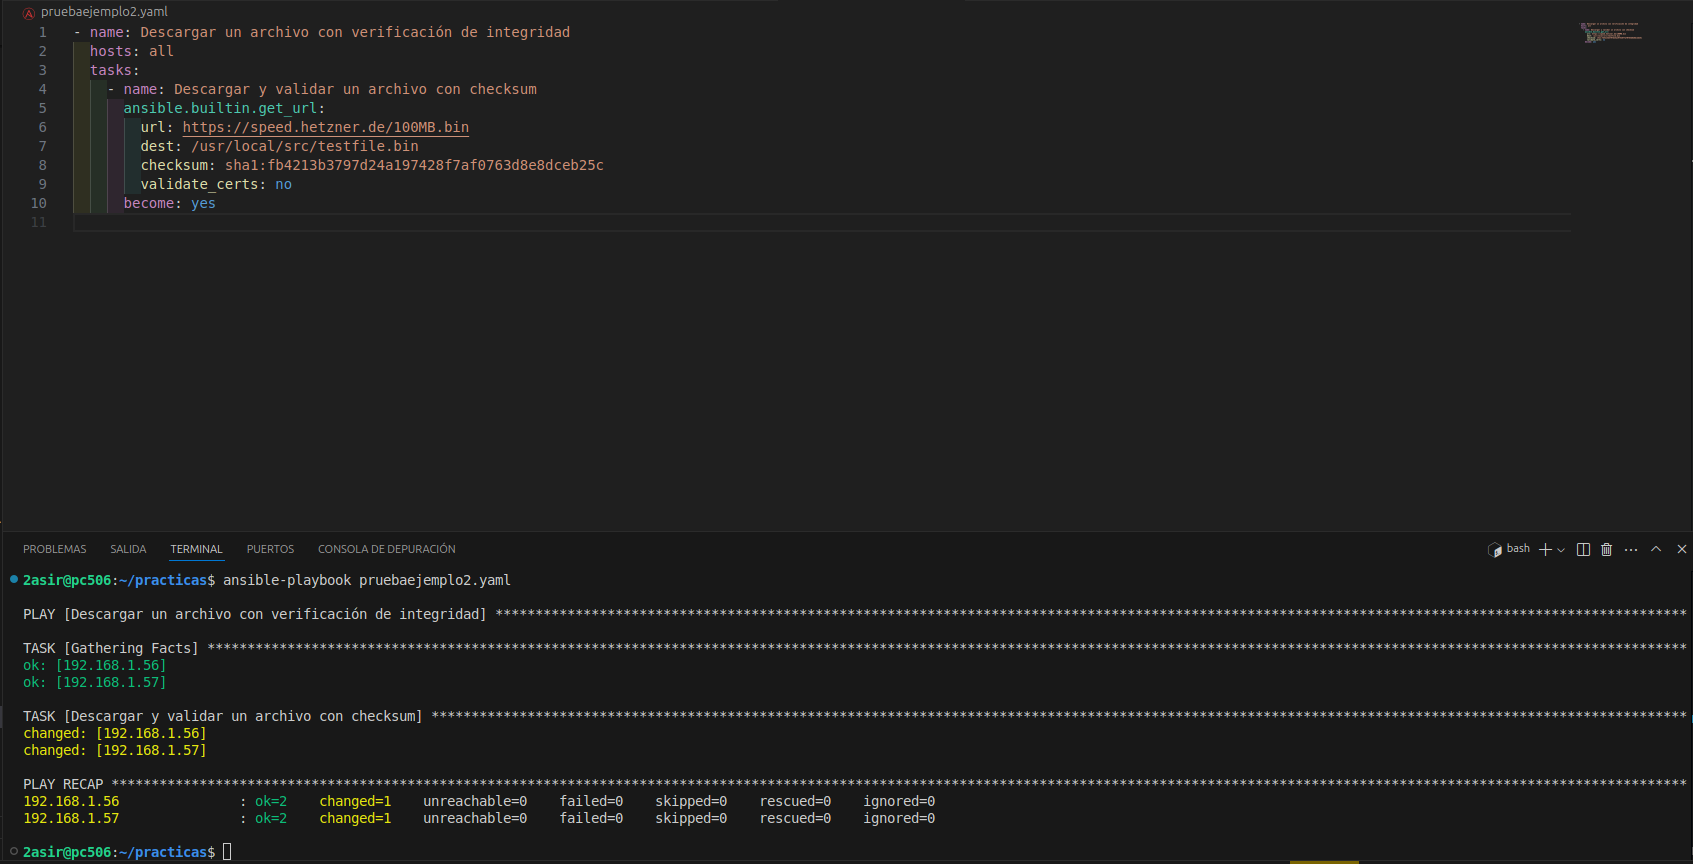 pruebaejemplo2.yaml
1 - name: Descargar un archivo con verificación de integridad
2 hosts: all
3 tasks:
4 - name: Descargar y validar un archivo con checksum
5 ansible.builtin.get_url:
6 url: https://speed.hetzner.de/100MB.bin
7 dest: /usr/local/src/testfile.bin
8 checksum: sha1:fb4213b3797d24a197428f7af0763d8e8dceb25c
9 validate_certs: no
10 become: yes
11
PROBLEMAS SALIDA TERMINAL PUERTOS CONSOLA DE DEPURACIÓN bash
2asir@pc506:~/practicas$ ansible-playbook pruebaejemplo2.yaml
PLAY [Descargar un archivo con verificación de integridad] *****************************************************************************************************************************************************
TASK [Gathering Facts] *****************************************************************************************************************************************************************************************
ok: [192.168.1.56]
ok: [192.168.1.57]
TASK [Descargar y validar un archivo con checksum] *************************************************************************************************************************************************************
changed: [192.168.1.56]
changed: [192.168.1.57]
PLAY RECAP *****************************************************************************************************************************************************************************************************
192.168.1.56 : ok=2 changed=1 unreachable=0 failed=0 skipped=0 rescued=0 ignored=0
192.168.1.57 : ok=2 changed=1 unreachable=0 failed=0 skipped=0 rescued=0 ignored=0
2asir@pc506:~/practicas$